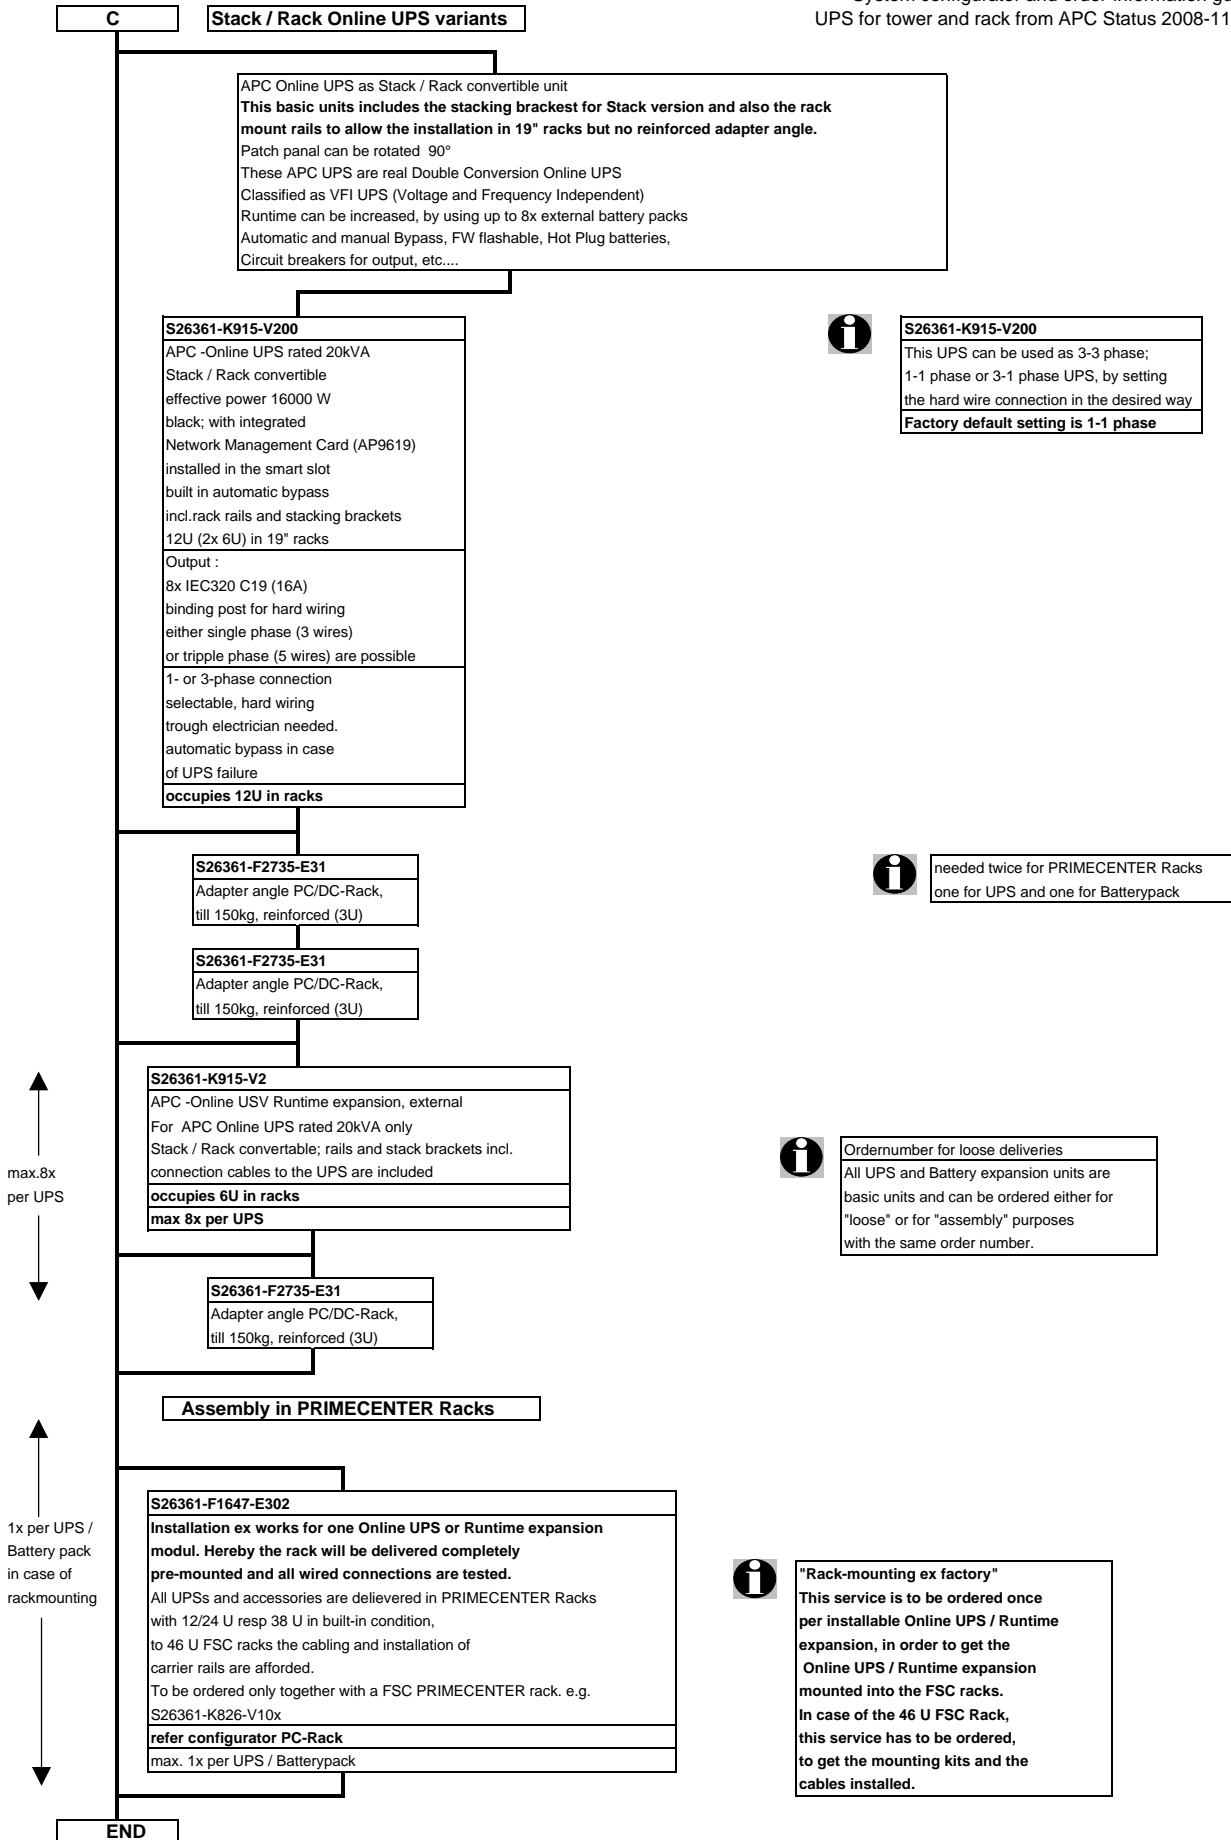 System configurator and order information gu
UPS for tower and rack from APC Status 2008-11
C
Stack / Rack Online UPS variants
APC Online UPS as Stack / Rack convertible unit
This basic units includes the stacking brackest for Stack version and also the rack
mount rails to allow the installation in 19" racks but no reinforced adapter angle.
Patch panal can be rotated 90°
These APC UPS are real Double Conversion Online UPS
Classified as VFI UPS (Voltage and Frequency Independent)
Runtime can be increased, by using up to 8x external battery packs
Automatic and manual Bypass, FW flashable, Hot Plug batteries,
Circuit breakers for output, etc....
S26361-K915-V200
APC -Online UPS rated 20kVA
Stack / Rack convertible
effective power 16000 W
black; with integrated
Network Management Card (AP9619)
installed in the smart slot
built in automatic bypass
incl.rack rails and stacking brackets
12U (2x 6U) in 19" racks
Output :
8x IEC320 C19 (16A)
binding post for hard wiring
either single phase (3 wires)
or tripple phase (5 wires) are possible
1- or 3-phase connection
selectable, hard wiring
trough electrician needed.
automatic bypass in case
of UPS failure
occupies 12U in racks
S26361-K915-V200
This UPS can be used as 3-3 phase;
1-1 phase or 3-1 phase UPS, by setting
the hard wire connection in the desired way
Factory default setting is 1-1 phase
S26361-F2735-E31
Adapter angle PC/DC-Rack,
till 150kg, reinforced (3U)
needed twice for PRIMECENTER Racks
one for UPS and one for Batterypack
S26361-F2735-E31
Adapter angle PC/DC-Rack,
till 150kg, reinforced (3U)
max.8x
per UPS
S26361-K915-V2
APC -Online USV Runtime expansion, external
For APC Online UPS rated 20kVA only
Stack / Rack convertable; rails and stack brackets incl.
connection cables to the UPS are included
occupies 6U in racks
max 8x per UPS
Ordernumber for loose deliveries
All UPS and Battery expansion units are
basic units and can be ordered either for
"loose" or for "assembly" purposes
with the same order number.
S26361-F2735-E31
Adapter angle PC/DC-Rack,
till 150kg, reinforced (3U)
Assembly in PRIMECENTER Racks
1x per UPS /
Battery pack
in case of
rackmounting
S26361-F1647-E302
Installation ex works for one Online UPS or Runtime expansion
modul. Hereby the rack will be delivered completely
pre-mounted and all wired connections are tested.
All UPSs and accessories are delievered in PRIMECENTER Racks
with 12/24 U resp 38 U in built-in condition,
to 46 U FSC racks the cabling and installation of
carrier rails are afforded.
To be ordered only together with a FSC PRIMECENTER rack. e.g.
S26361-K826-V10x
refer configurator PC-Rack
max. 1x per UPS / Batterypack
"Rack-mounting ex factory"
This service is to be ordered once
per installable Online UPS / Runtime
expansion, in order to get the
Online UPS / Runtime expansion
mounted into the FSC racks.
In case of the 46 U FSC Rack,
this service has to be ordered,
to get the mounting kits and the
cables installed.
END